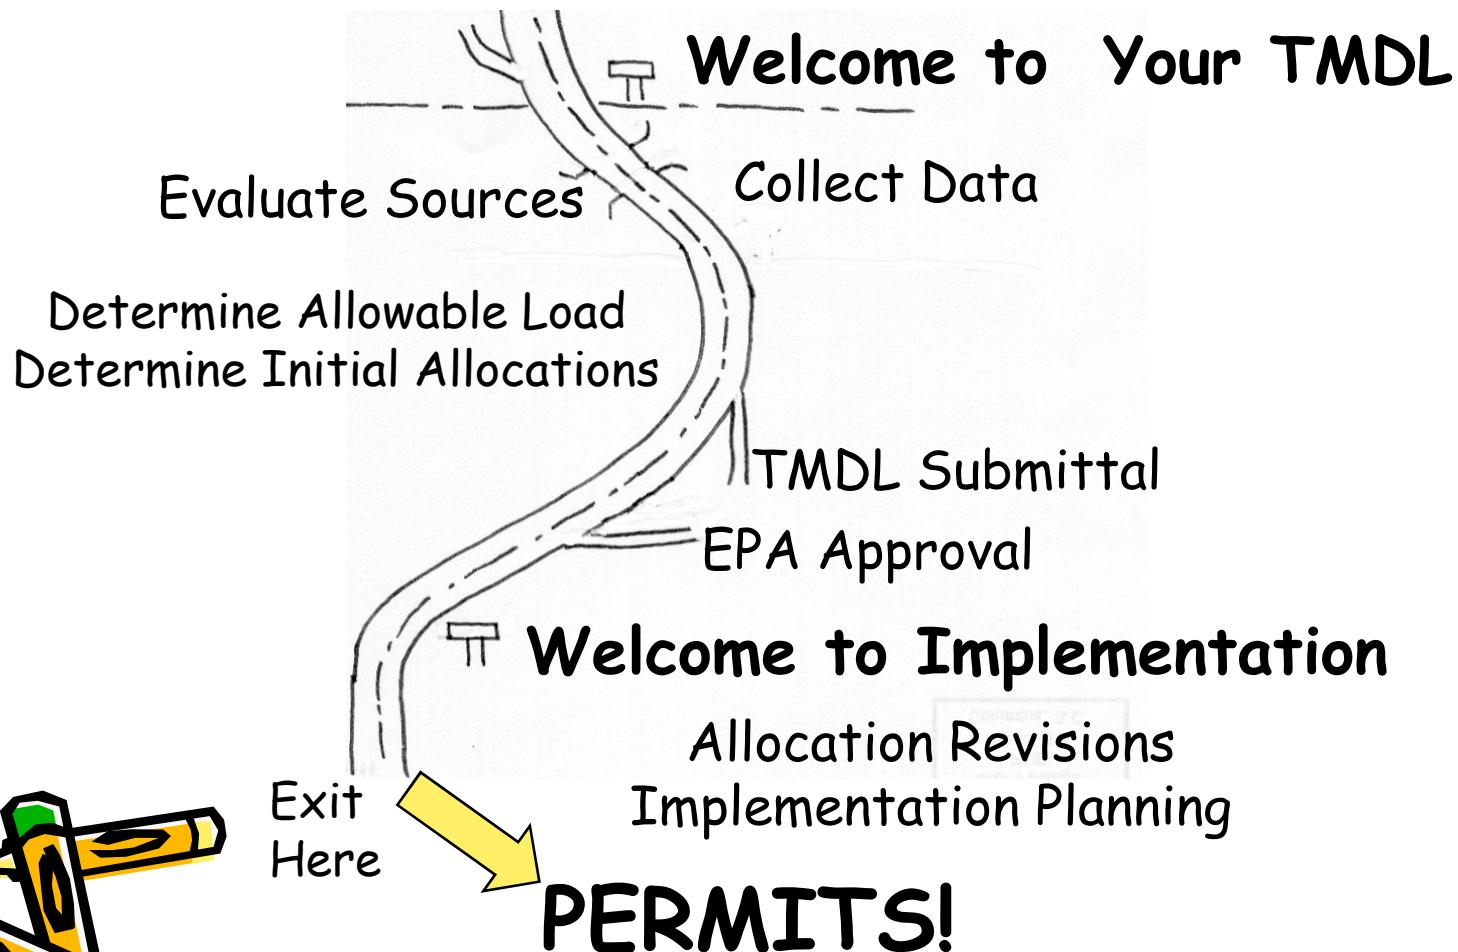 Welcome to Your TMDL
Evaluate Sources
Collect Data
Determine Allowable Load
Determine Initial Allocations
TMDL Submittal
EPA Approval
Welcome to Implementation
Allocation Revisions
Implementation Planning
Exit
Here
PERMITS!